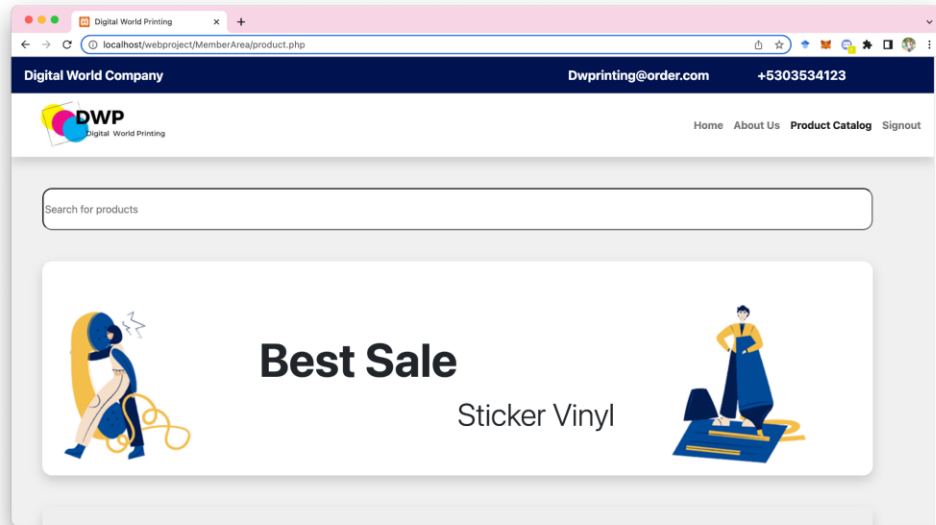 Digital World Printing
localhost/webproject/MemberArea/product.php
Digital World Company Dwprinting@order.com +5303534123
DWP
Digital World Printing
Home About Us Product Catalog Signout
Search for products
Best Sale
Sticker Vinyl